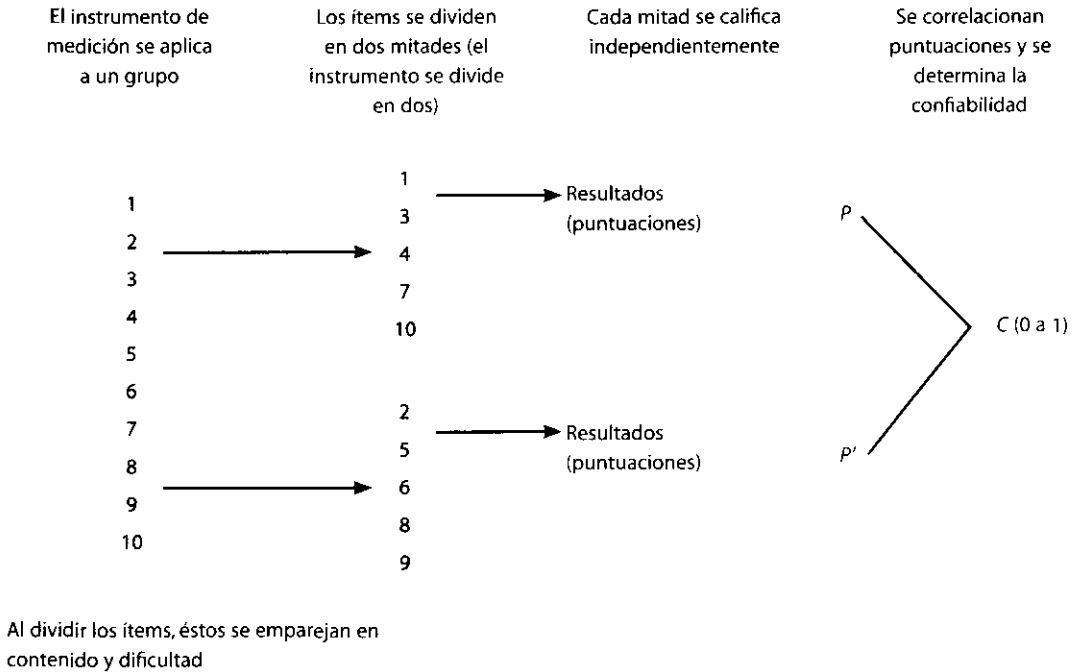 El instrumento de
medición se aplica
a un grupo
Los ítems se dividen
en dos mitades (el
instrumento se divide
en dos)
Cada mitad se califica
independientemente
Se correlacionan
puntuaciones y se
determina la
confiabilidad
1
2
3
4
5
6
7
8
9
10
1
3
4
7
10
2
5
6
8
9
Resultados
(puntuaciones)
Resultados
(puntuaciones)
P
P'
C (0 a 1)
Al dividir los ítems, éstos se emparejan en
contenido y dificultad